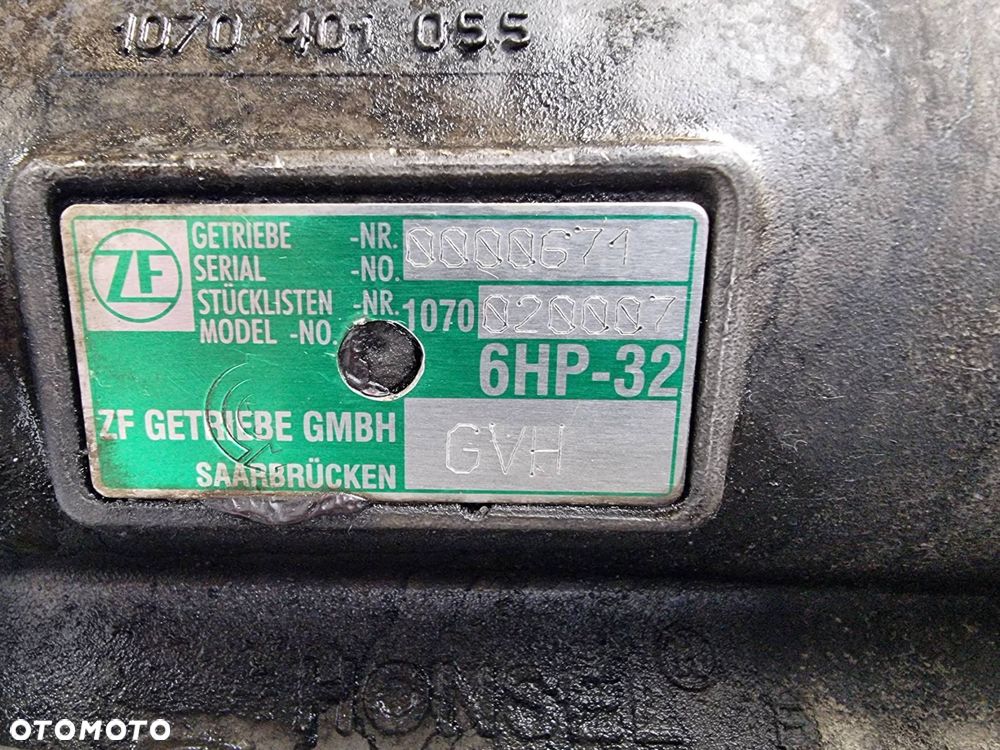 1070 401 055
ZF
GETRIEBE -NR. 0000671
SERIAL -NO.
STÜCKLISTEN -NR. 1070 020007
MODEL -NO.
6HP-32
ZF GETRIEBE GMBH
SAARBRÜCKEN
GVH
HONSEL®
OTOMOTO